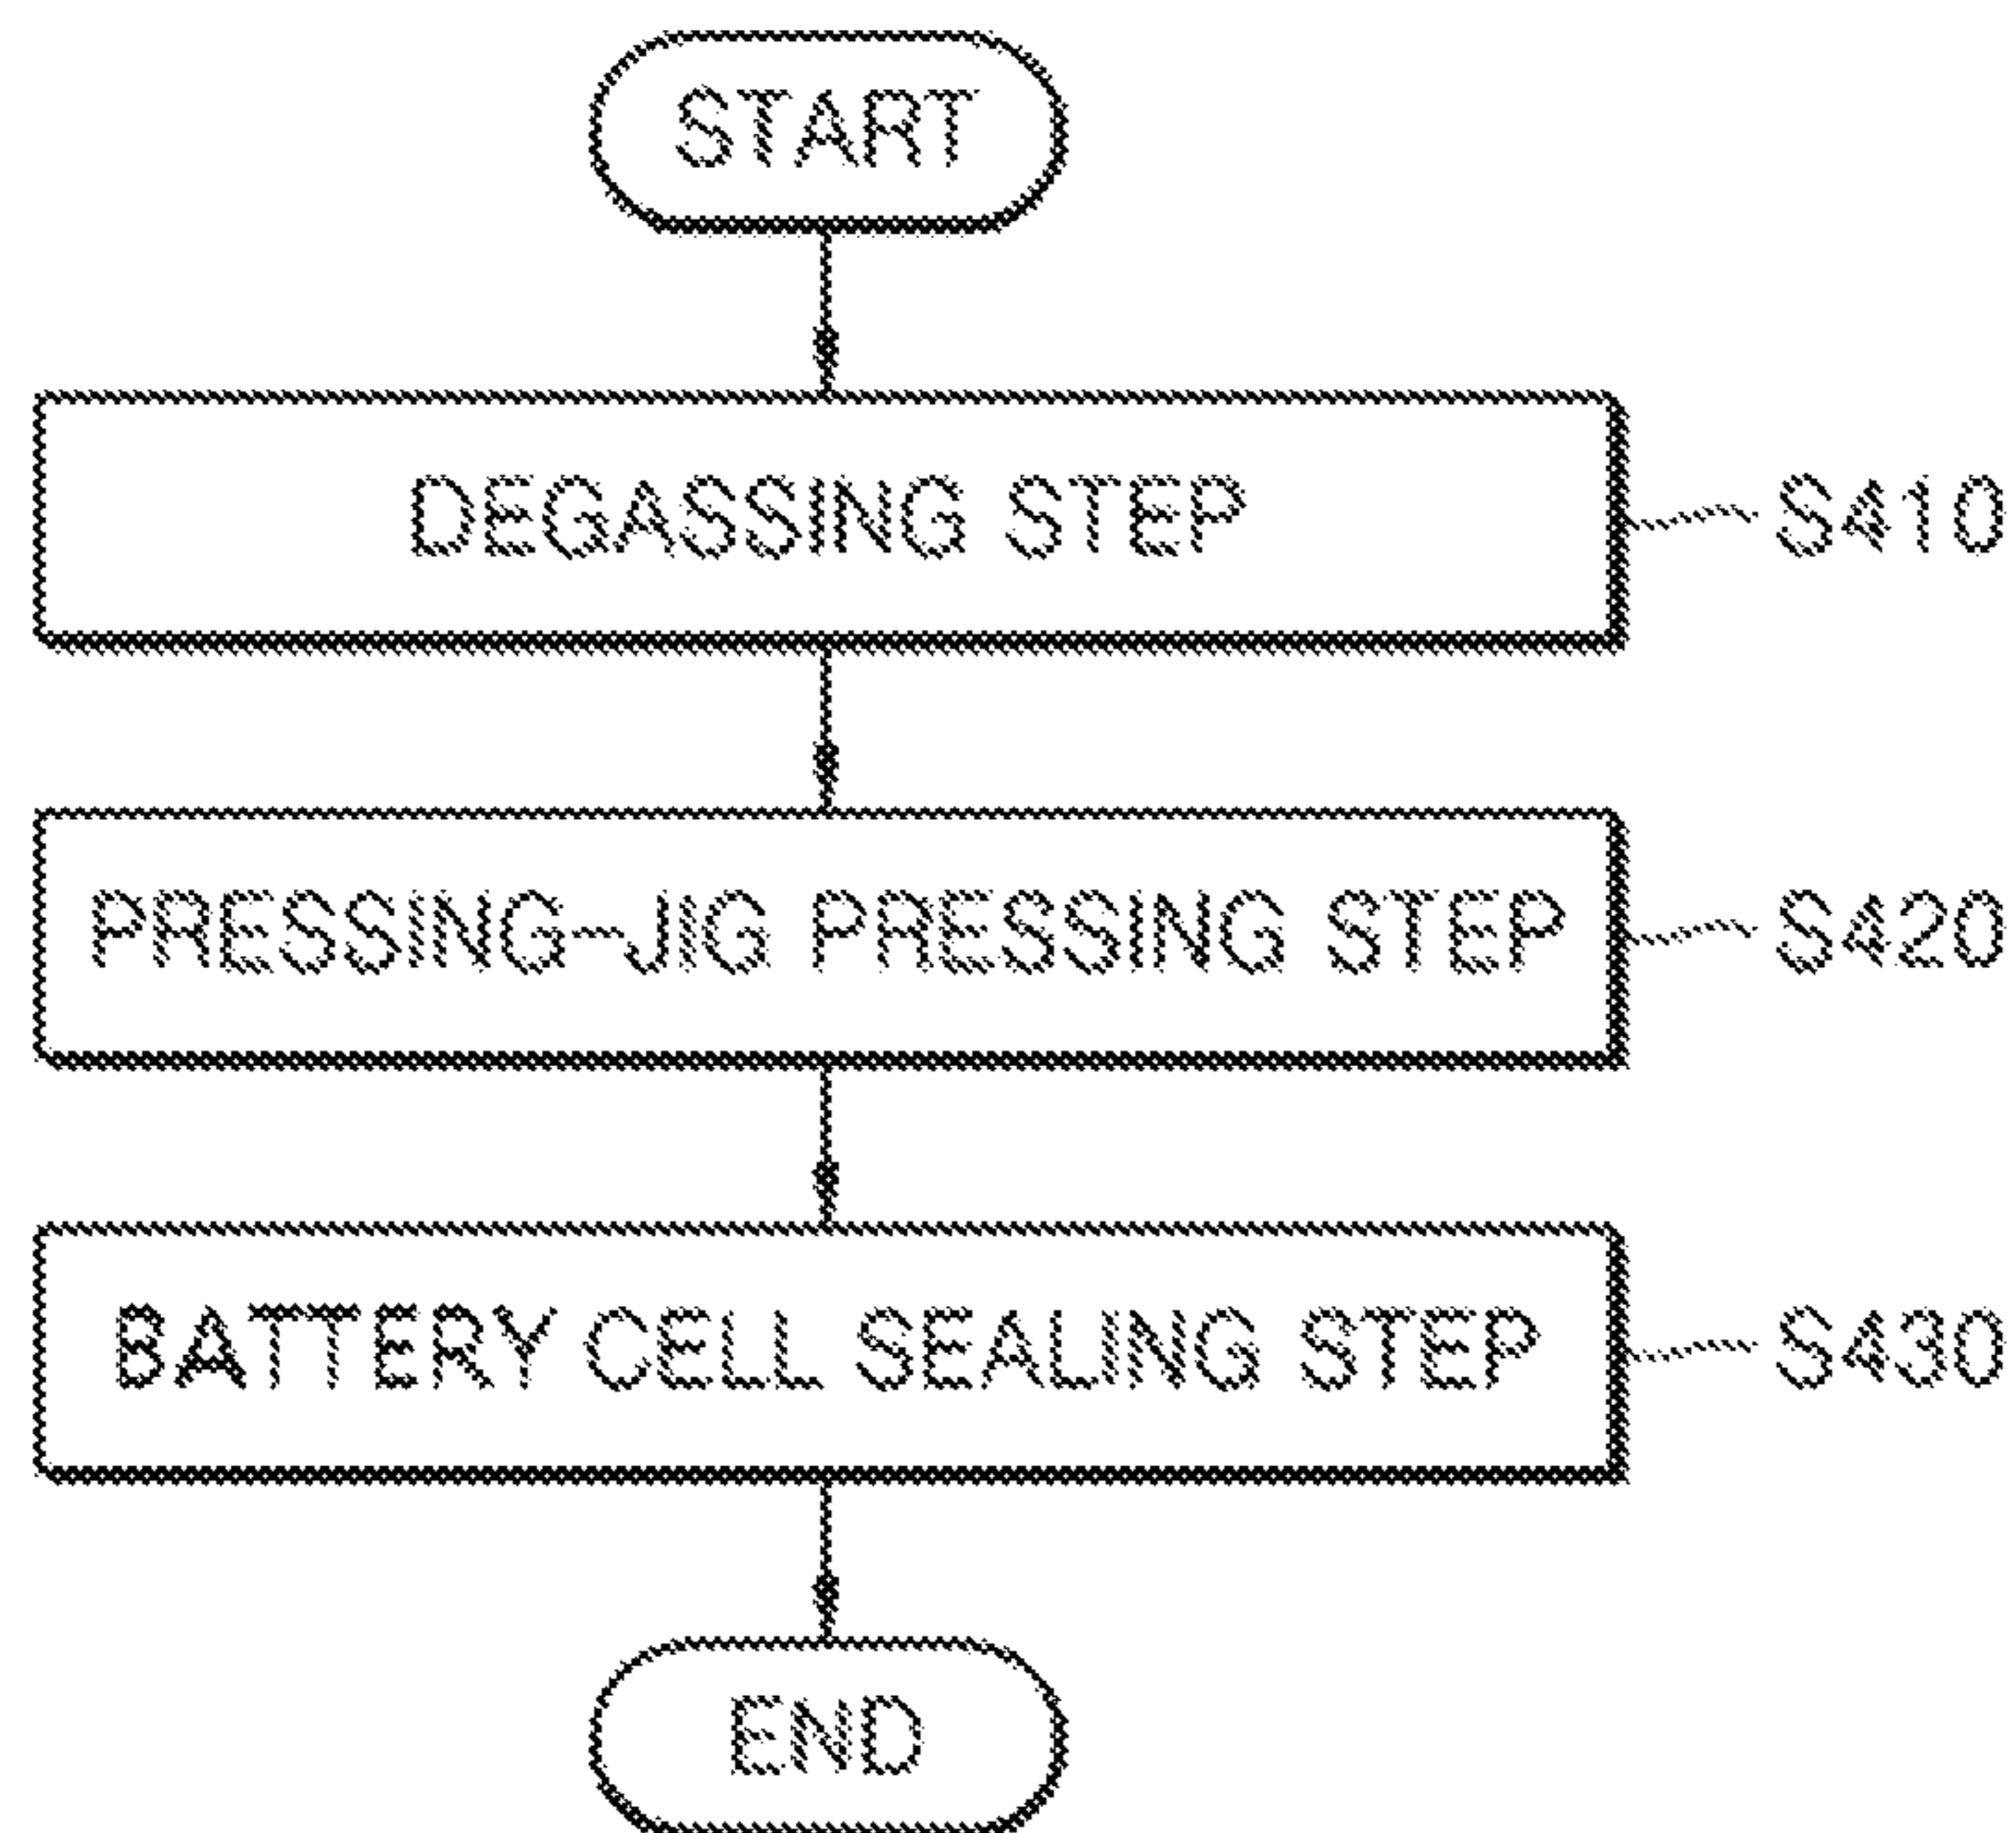 START
DEGASSING STEP
S410
PRESSING-JIG PRESSING STEP
S420
BATTERY CELL SEALING STEP
S430
END